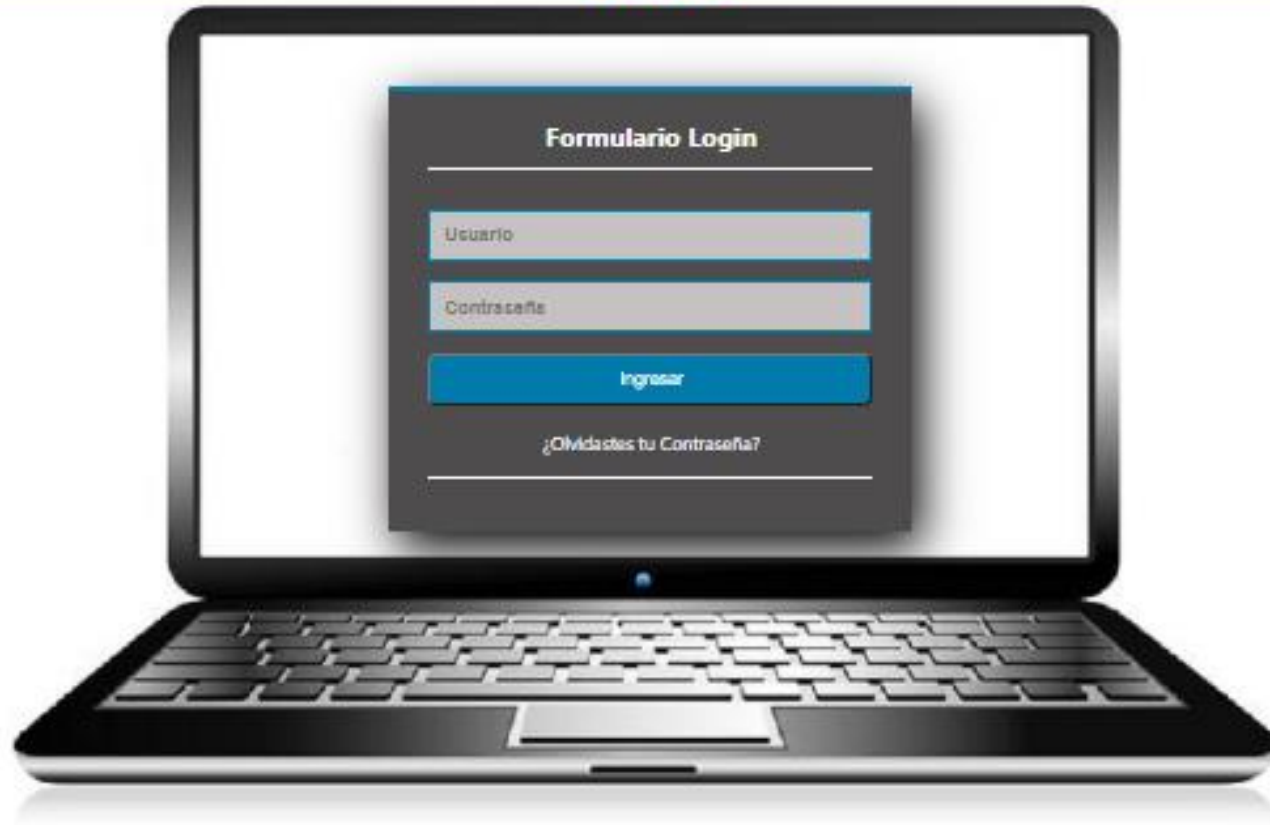 Formulario Login
Usuario
Contraseña
Ingresar
¿Olvidastes tu Contraseña?